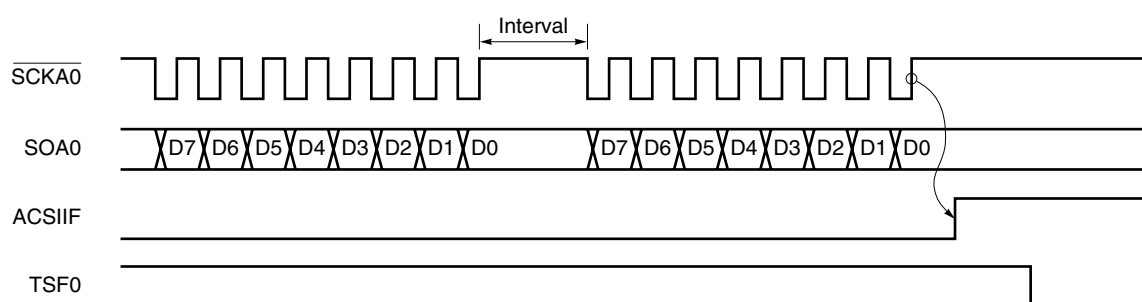 Interval
SCKA0
SOA0 D7 D6 D5 D4 D3 D2 D1 D0 D7 D6 D5 D4 D3 D2 D1 D0
ACSIIF
TSF0